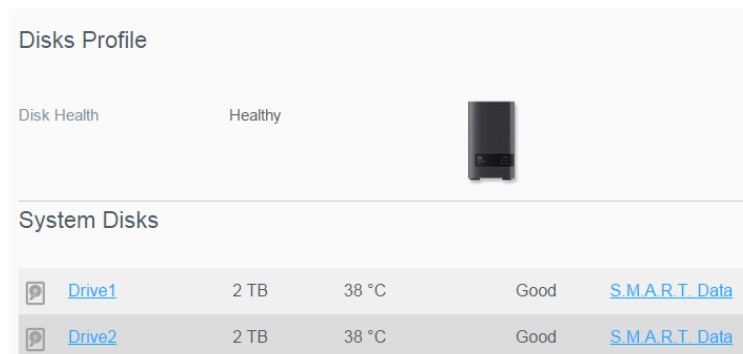 Disks Profile
Disk Health Healthy
System Disks
Drive1 2 TB 38 °C Good S.M.A.R.T. Data
Drive2 2 TB 38 °C Good S.M.A.R.T. Data